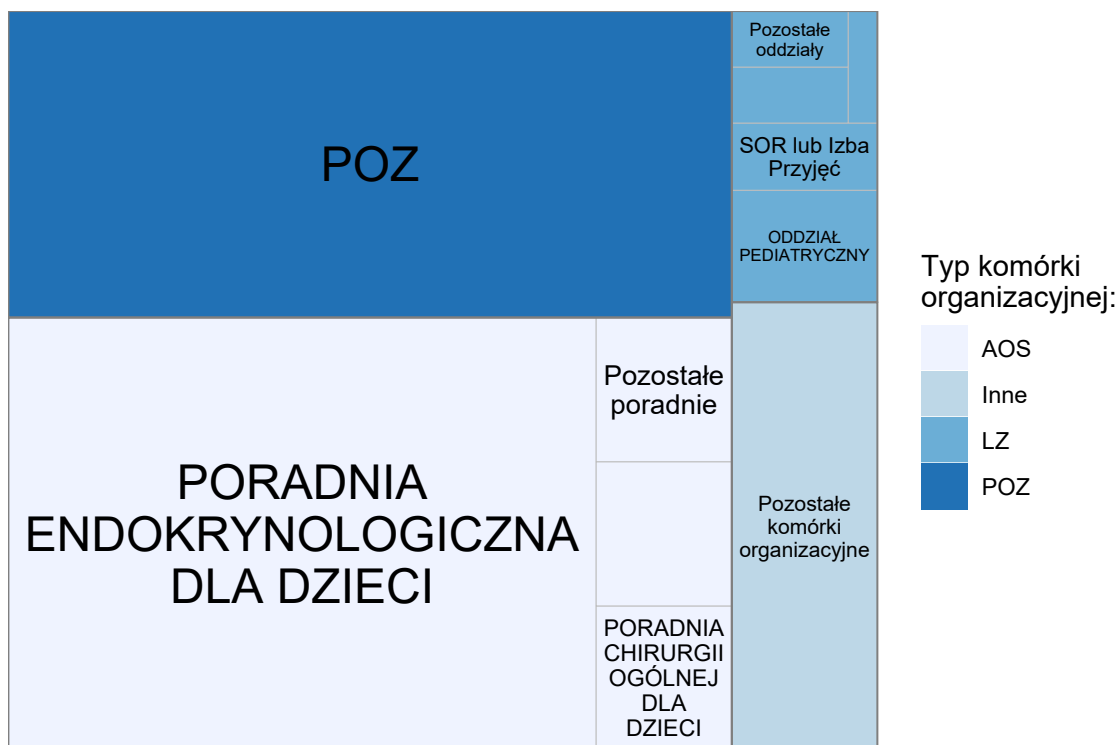 POZ
Pozostałe
oddziały
SOR lub Izba
Przyjęć
ODDZIAŁ
PEDIATRYCZNY
PORADNIA
ENDOKRYNOLOGICZNA
DLA DZIECI
Pozostałe
poradnie
PORADNIA
CHIRURGII
OGÓLNEJ
DLA
DZIECI
Pozostałe
komórki
organizacyjne
Typ komórki
organizacyjnej:
AOS
Inne
LZ
POZ